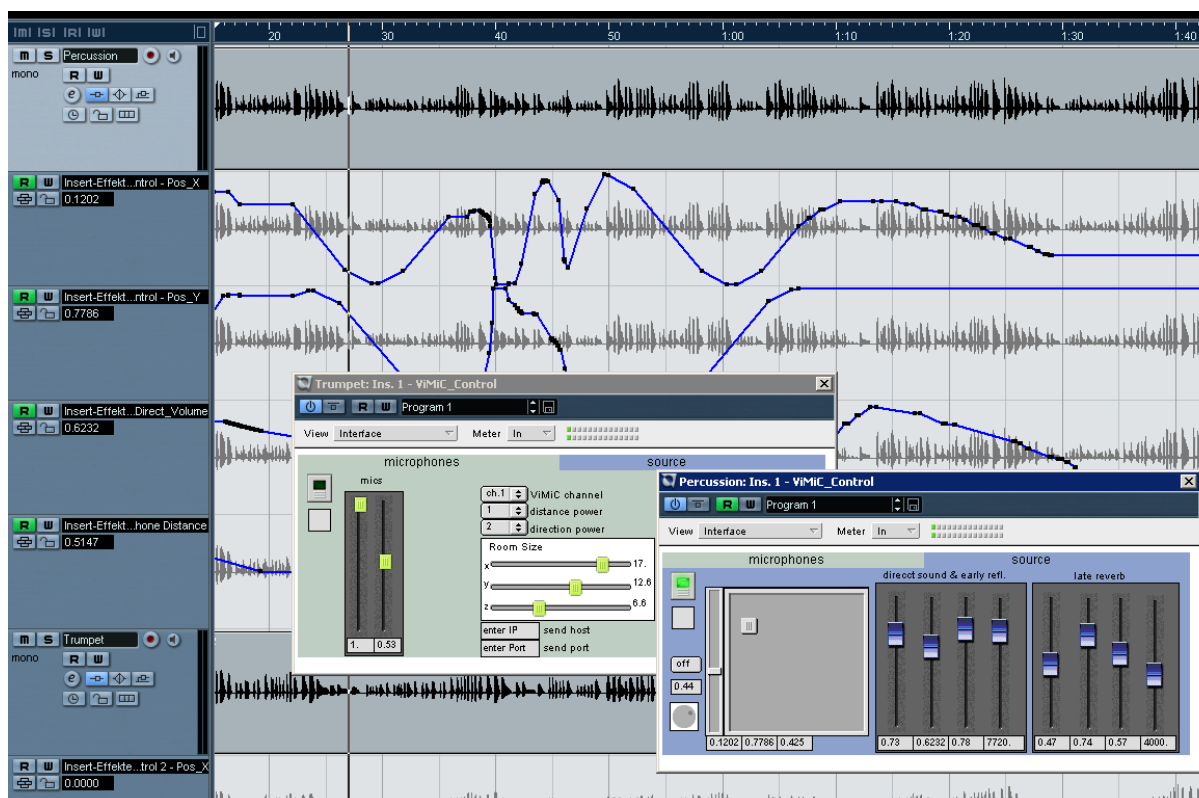 |M| |S| |R| |W|
20 30 40 50 1:00 1:10 1:20 1:30 1:40
m S Percussion
mono
R W
e
R W Insert-Effekt...ntrol - Pos_X
0.1202
R W Insert-Effekt...ntrol - Pos_Y
0.7786
R W Insert-Effekt...Direct_Volume
0.6232
R W Insert-Effekt...hone Distance
0.5147
m S Trumpet
mono
R W
e
R W Insert-Effekte...trol 2 - Pos_X
0.0000
Trumpet: Ins. 1 - ViMiC_Control
R W Program 1
View Interface Meter In
microphones source
mics
ch.1 ViMiC channel
1 distance power
2 direction power
Room Size
x 17.
y 12.6
z 6.6
enter IP send host
enter Port send port
1. 0.53
Percussion: Ins. 1 - ViMiC_Control
R W Program 1
View Interface Meter In
microphones source
direcct sound & early refl. late reverb
off
0.44
0.1202 0.7786 0.425
0.73 0.6232 0.78 7720.
0.47 0.74 0.57 4000.